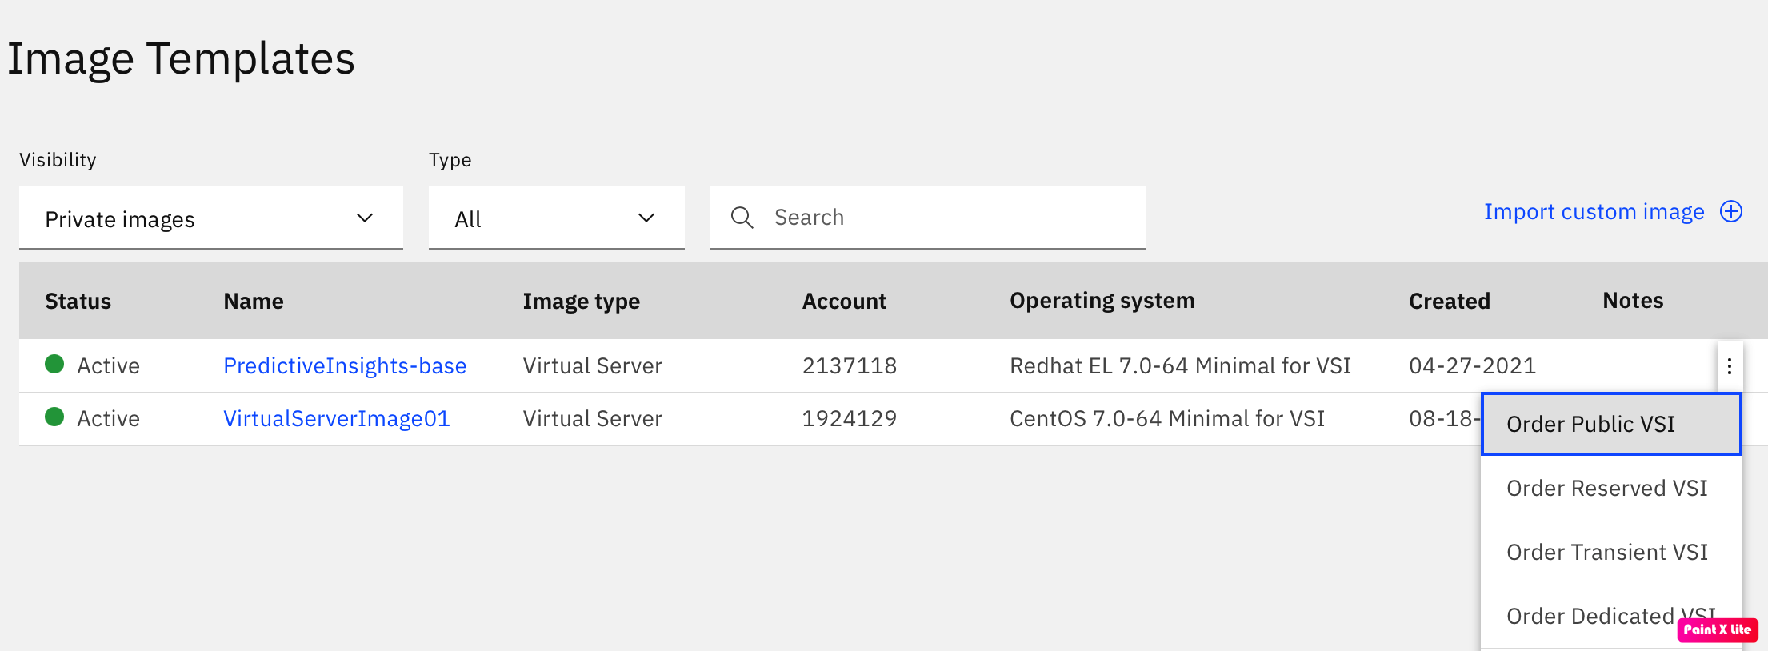 Image Templates
Visibility
Type
Private images
All
Search
Import custom image
Status Name Image type Account Operating system Created Notes
Active PredictiveInsights-base Virtual Server 2137118 Redhat EL 7.0-64 Minimal for VSI 04-27-2021
Active VirtualServerImage01 Virtual Server 1924129 CentOS 7.0-64 Minimal for VSI 08-18-
Order Public VSI
Order Reserved VSI
Order Transient VSI
Order Dedicated VSI
Paint X lite